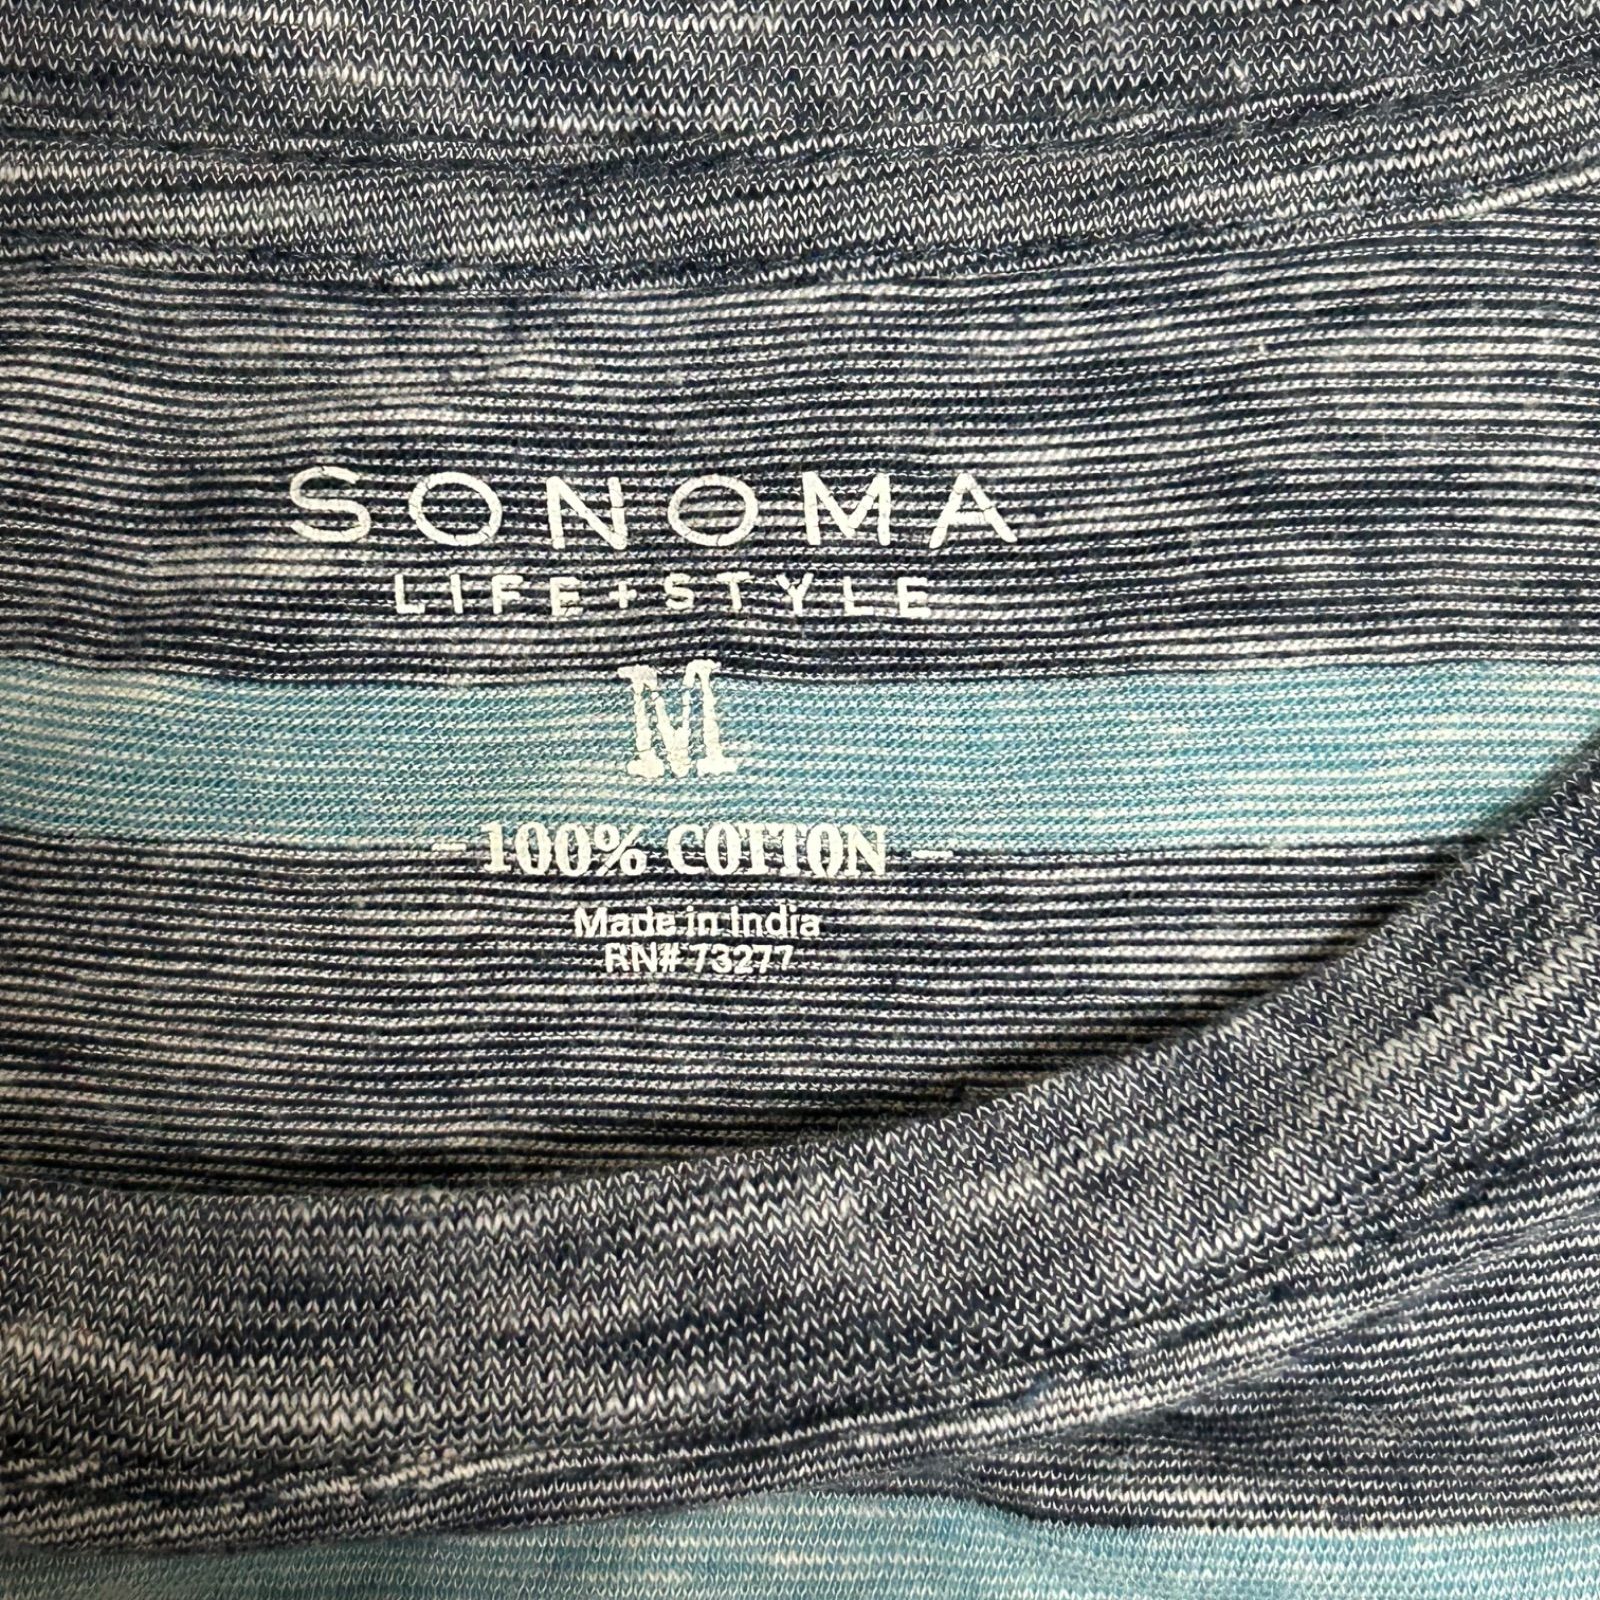 SONOMA
LIFE+STYLE
M
- 100% COTTON -
Made in India
RN# 73277